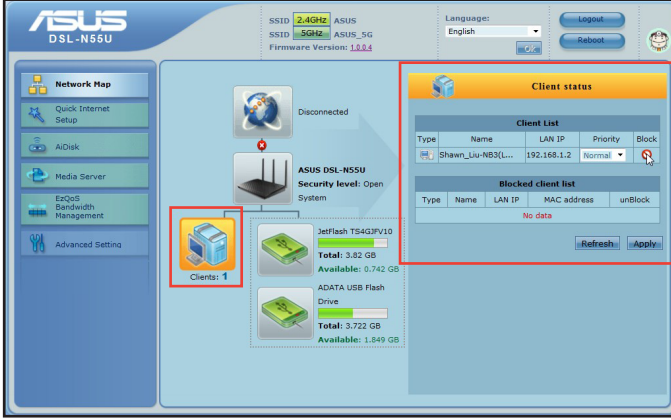 ASUS
DSL-N55U
SSID 2.4GHz ASUS
SSID 5GHz ASUS_5G
Firmware Version: 1.0.0.4
Language:
English
OK
Logout
Reboot
Network Map
Quick Internet
Setup
AiDisk
Media Server
EzQoS
Bandwidth
Management
Advanced Setting
Disconnected
ASUS DSL-N55U
Security level: Open
System
Clients: 1
JetFlash TS4GJFV10
Total: 3.82 GB
Available: 0.742 GB
ADATA USB Flash
Drive
Total: 3.722 GB
Available: 1.849 GB
Client status
Client List
Type Name LAN IP Priority Block
Shawn_Liu-NB3(L... 192.168.1.2 Normal
Blocked client list
Type Name LAN IP MAC address unBlock
No data
Refresh Apply